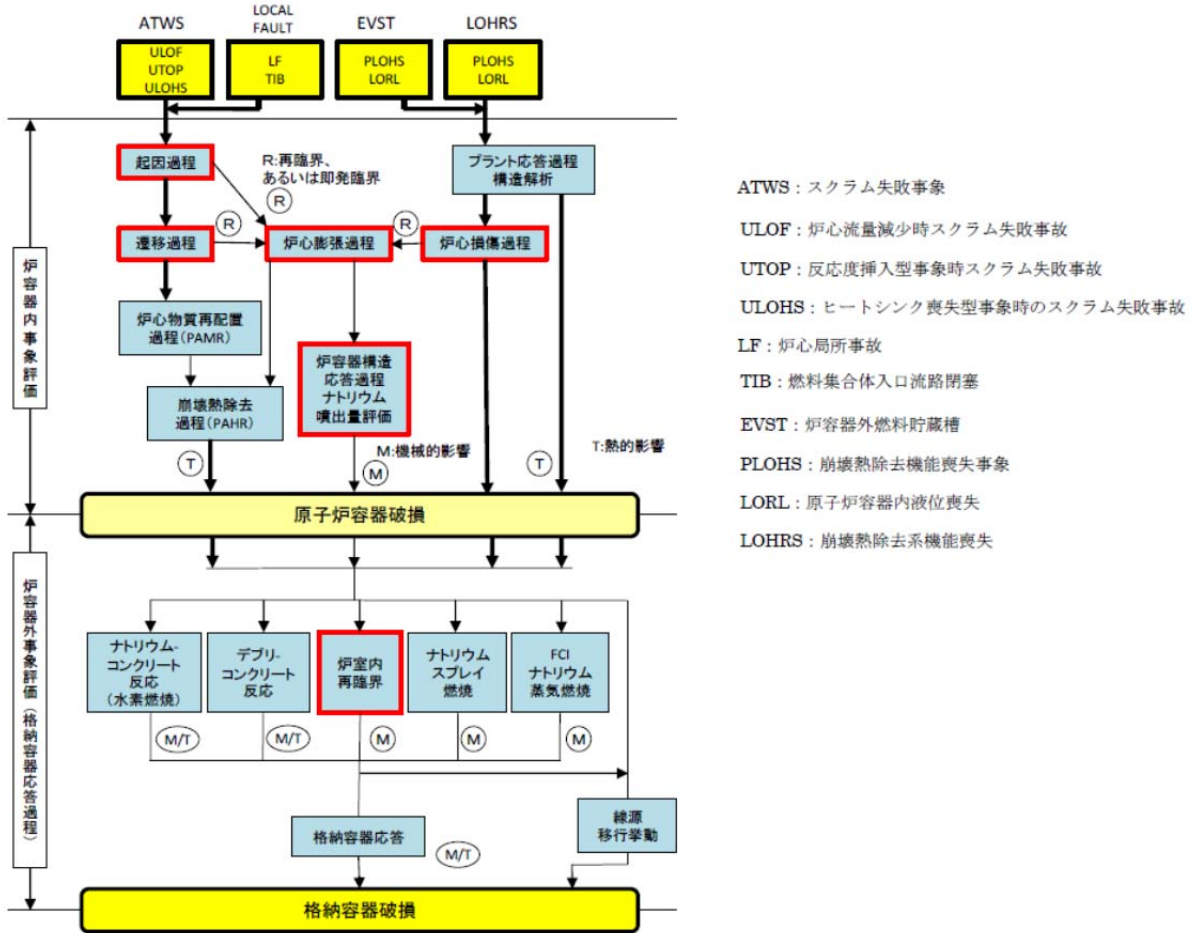 ATWS
LOCAL
FAULT
EVST
LOHRS
ULOF
UTOP
ULOHS
LF
TIB
PLOHS
LORL
PLOHS
LORL
炉容器内事象評価
起因過程
R:再臨界、
あるいは即発臨界
R
プラント応答過程
構造解析
遷移過程
R
炉心膨張過程
R
炉心損傷過程
炉心物質再配置
過程(PAMR)
炉容器構造
応答過程
ナトリウム
噴出量評価
崩壊熱除去
過程(PAHR)
T
M:機械的影響
M
T:熱的影響
T
原子炉容器破損
炉容器外事象評価(格納容器応答過程)
ナトリウム-
コンクリート
反応
(水素燃焼)
デブリ-
コンクリート
反応
炉室内
再臨界
ナトリウム
スプレイ
燃焼
FCI
ナトリウム
蒸気燃焼
M/T
M/T
M
M
M
格納容器応答
M/T
線源
移行挙動
格納容器破損
ATWS:スクラム失敗事象
ULOF:炉心流量減少時スクラム失敗事故
UTOP:反応度挿入型事象時スクラム失敗事故
ULOHS:ヒートシンク喪失型事象時のスクラム失敗事故
LF:炉心局所事故
TIB:燃料集合体入口流路閉塞
EVST:炉容器外燃料貯蔵槽
PLOHS:崩壊熱除去機能喪失事象
LORL:原子炉容器内液位喪失
LOHRS:崩壊熱除去系機能喪失